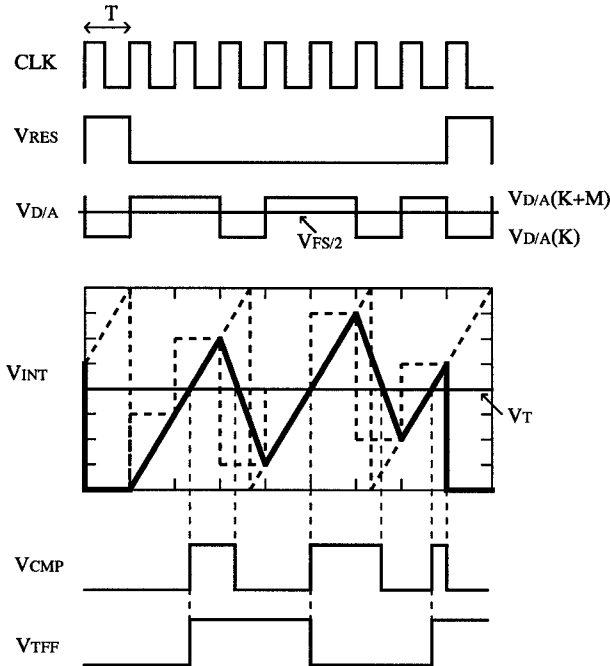 T
CLK
VRES
VD/A
VD/A(K+M)
VFS/2
VD/A(K)
VINT
VT
VCMP
VTFF